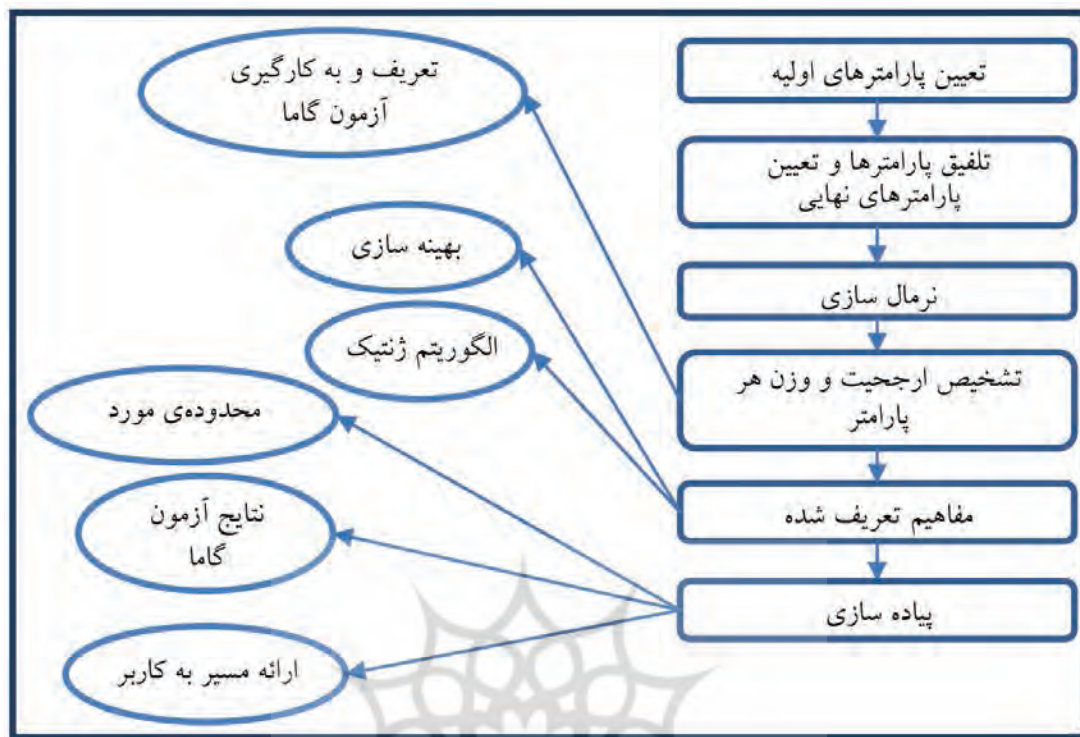 تعیین پارامترهای اولیه
تلفیق پارامترها و تعیین
پارامترهای نهایی
نرمال سازی
تشخیص ارجحیت و وزن هر
پارامتر
مفاهیم تعریف شده
پیاده سازی
تعریف و به کارگیری
آزمون گاما
بهینه سازی
الگوریتم ژنتیک
محدوده‌ی مورد
نتایج آزمون
گاما
ارائه مسیر به کاربر